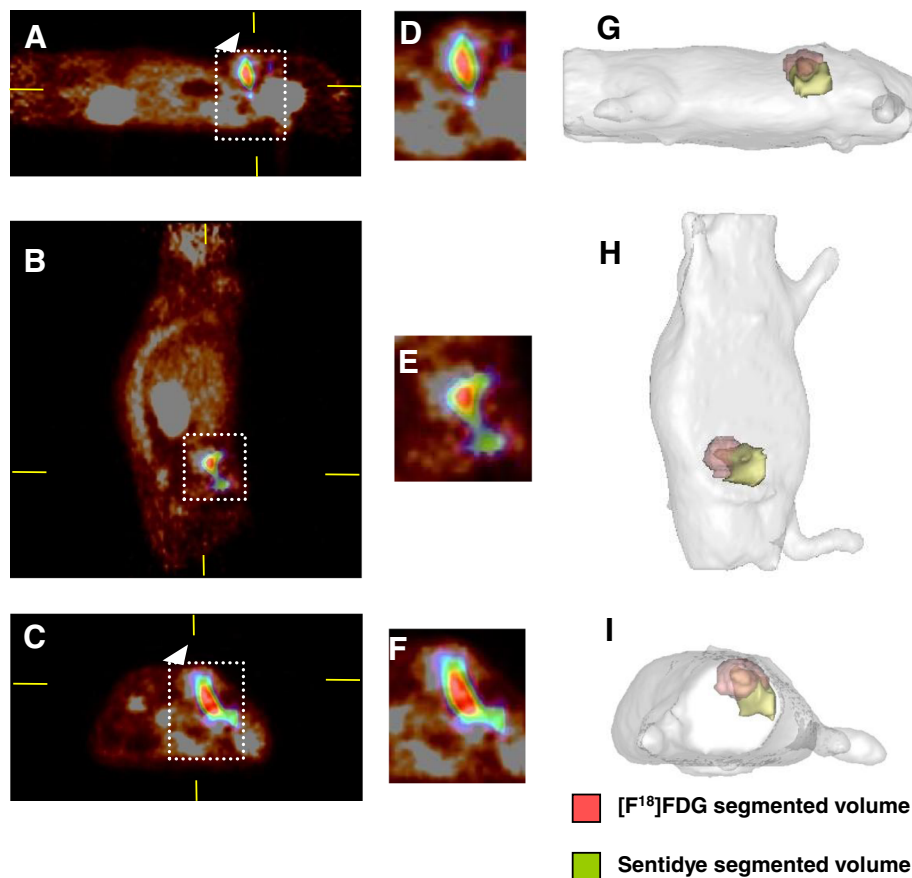 A
D
G
B
E
H
C
F
I
[F¹⁸]FDG segmented volume
Sentidye segmented volume